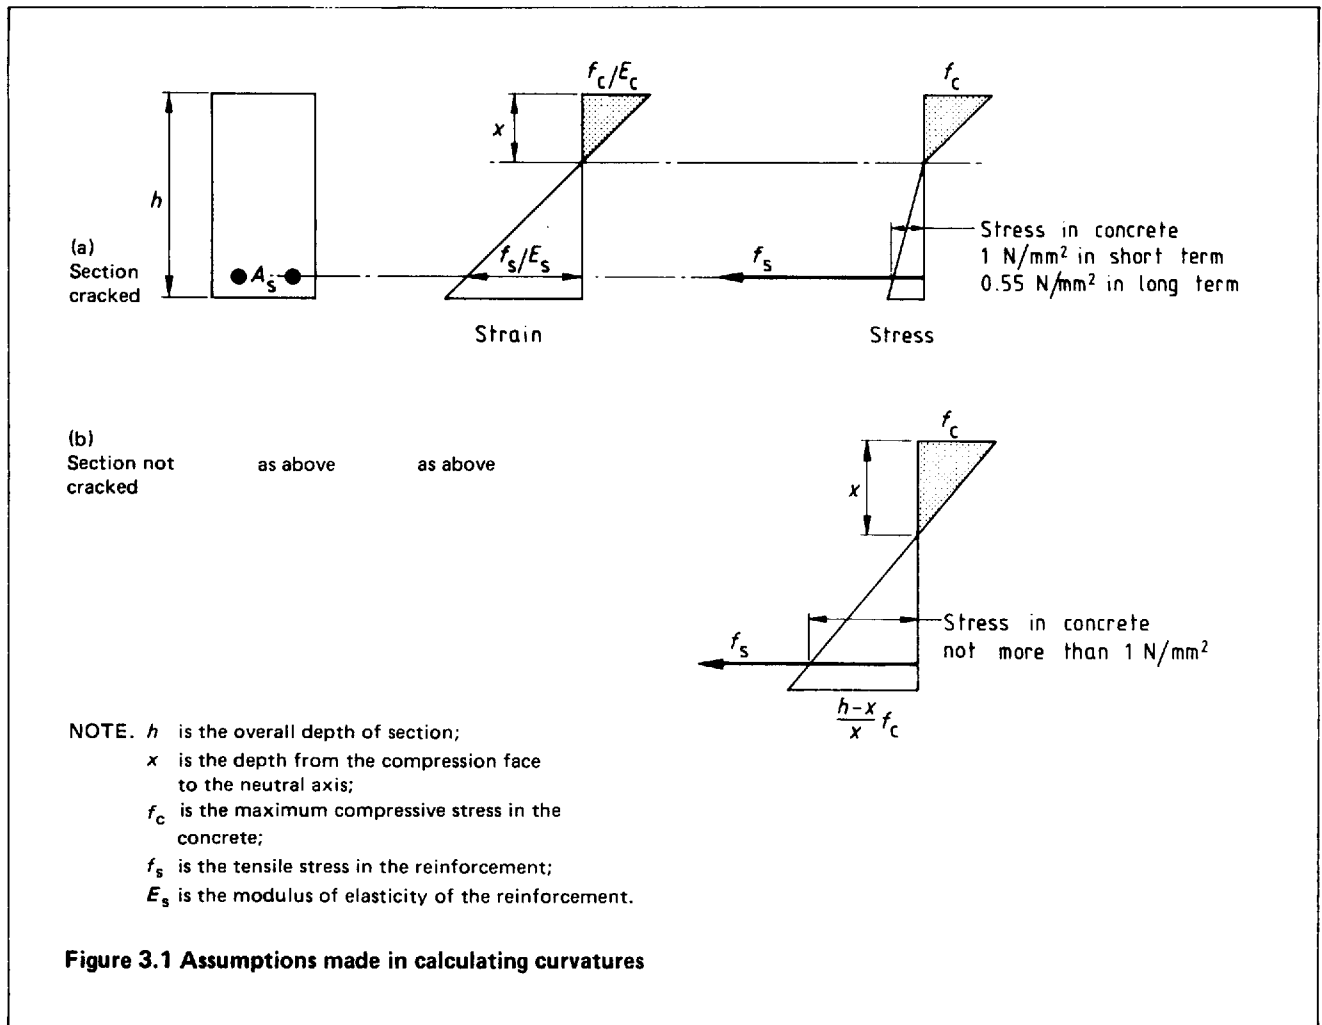 f_c/E_c
f_c
x
h
(a)
Section
cracked
A_s
f_s/E_s
f_s
Stress in concrete
1 N/mm² in short term
0.55 N/mm² in long term
Strain
Stress
(b)
Section not
cracked
as above
as above
f_c
x
f_s
Stress in concrete
not more than 1 N/mm²
h-x/x f_c
NOTE. h is the overall depth of section;
x is the depth from the compression face
to the neutral axis;
f_c is the maximum compressive stress in the
concrete;
f_s is the tensile stress in the reinforcement;
E_s is the modulus of elasticity of the reinforcement.
Figure 3.1 Assumptions made in calculating curvatures